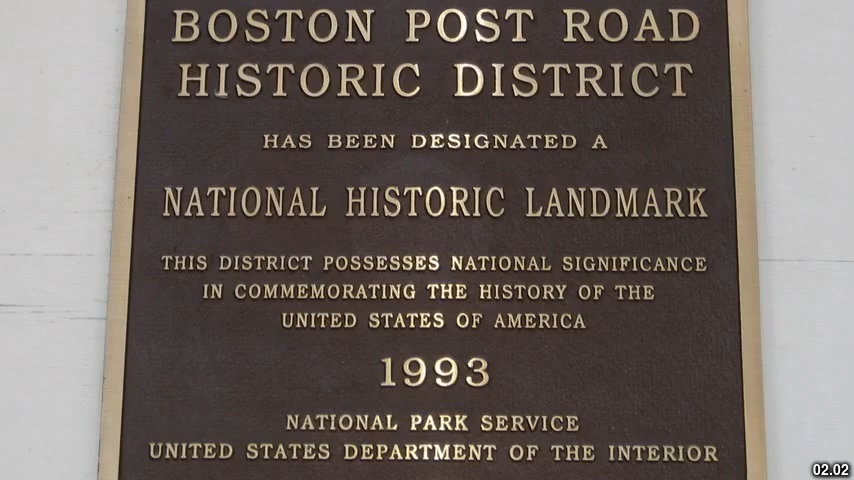 BOSTON POST ROAD
HISTORIC DISTRICT
HAS BEEN DESIGNATED A
NATIONAL HISTORIC LANDMARK
THIS DISTRICT POSSESSES NATIONAL SIGNIFICANCE
IN COMMEMORATING THE HISTORY OF THE
UNITED STATES OF AMERICA
1993
NATIONAL PARK SERVICE
UNITED STATES DEPARTMENT OF THE INTERIOR
02.02